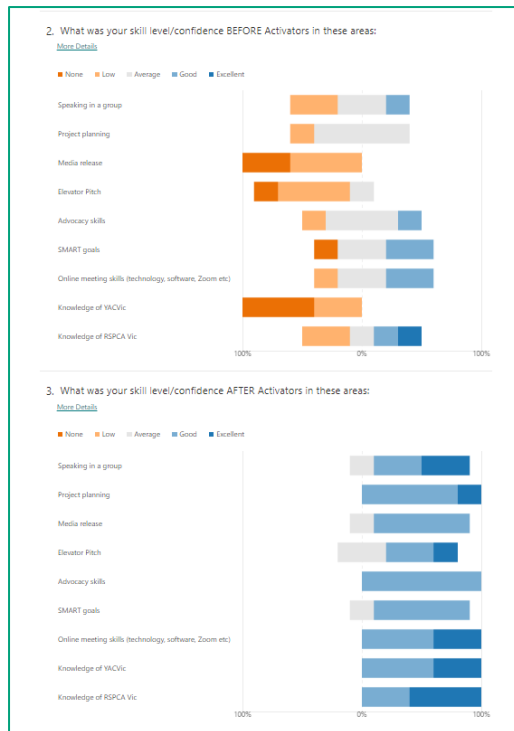 2. What was your skill level/confidence BEFORE Activators in these areas:
More Details
None Low Average Good Excellent
Speaking in a group
Project planning
Media release
Elevator Pitch
Advocacy skills
SMART goals
Online meeting skills (technology, software, Zoom etc)
Knowledge of YACVic
Knowledge of RSPCA Vic
100% 0% 100%
3. What was your skill level/confidence AFTER Activators in these areas:
More Details
None Low Average Good Excellent
Speaking in a group
Project planning
Media release
Elevator Pitch
Advocacy skills
SMART goals
Online meeting skills (technology, software, Zoom etc)
Knowledge of YACVic
Knowledge of RSPCA Vic
100% 0% 100%